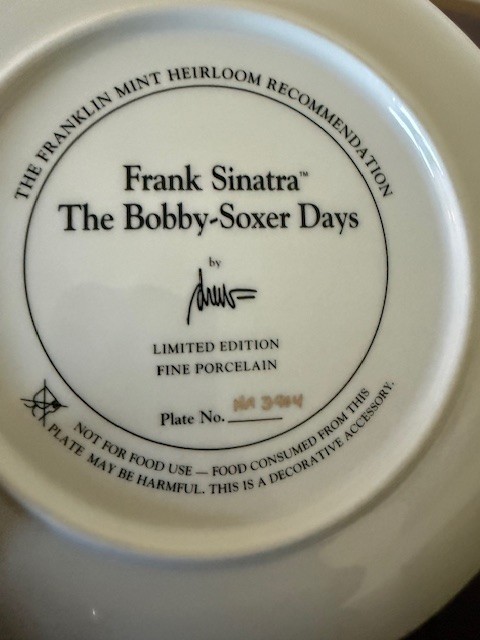 THE FRANKLIN MINT HEIRLOOM RECOMMENDATION
Frank Sinatra™
The Bobby-Soxer Days
by
LIMITED EDITION
FINE PORCELAIN
Plate No.
NOT FOR FOOD USE — FOOD CONSUMED FROM THIS
PLATE MAY BE HARMFUL. THIS IS A DECORATIVE ACCESSORY.